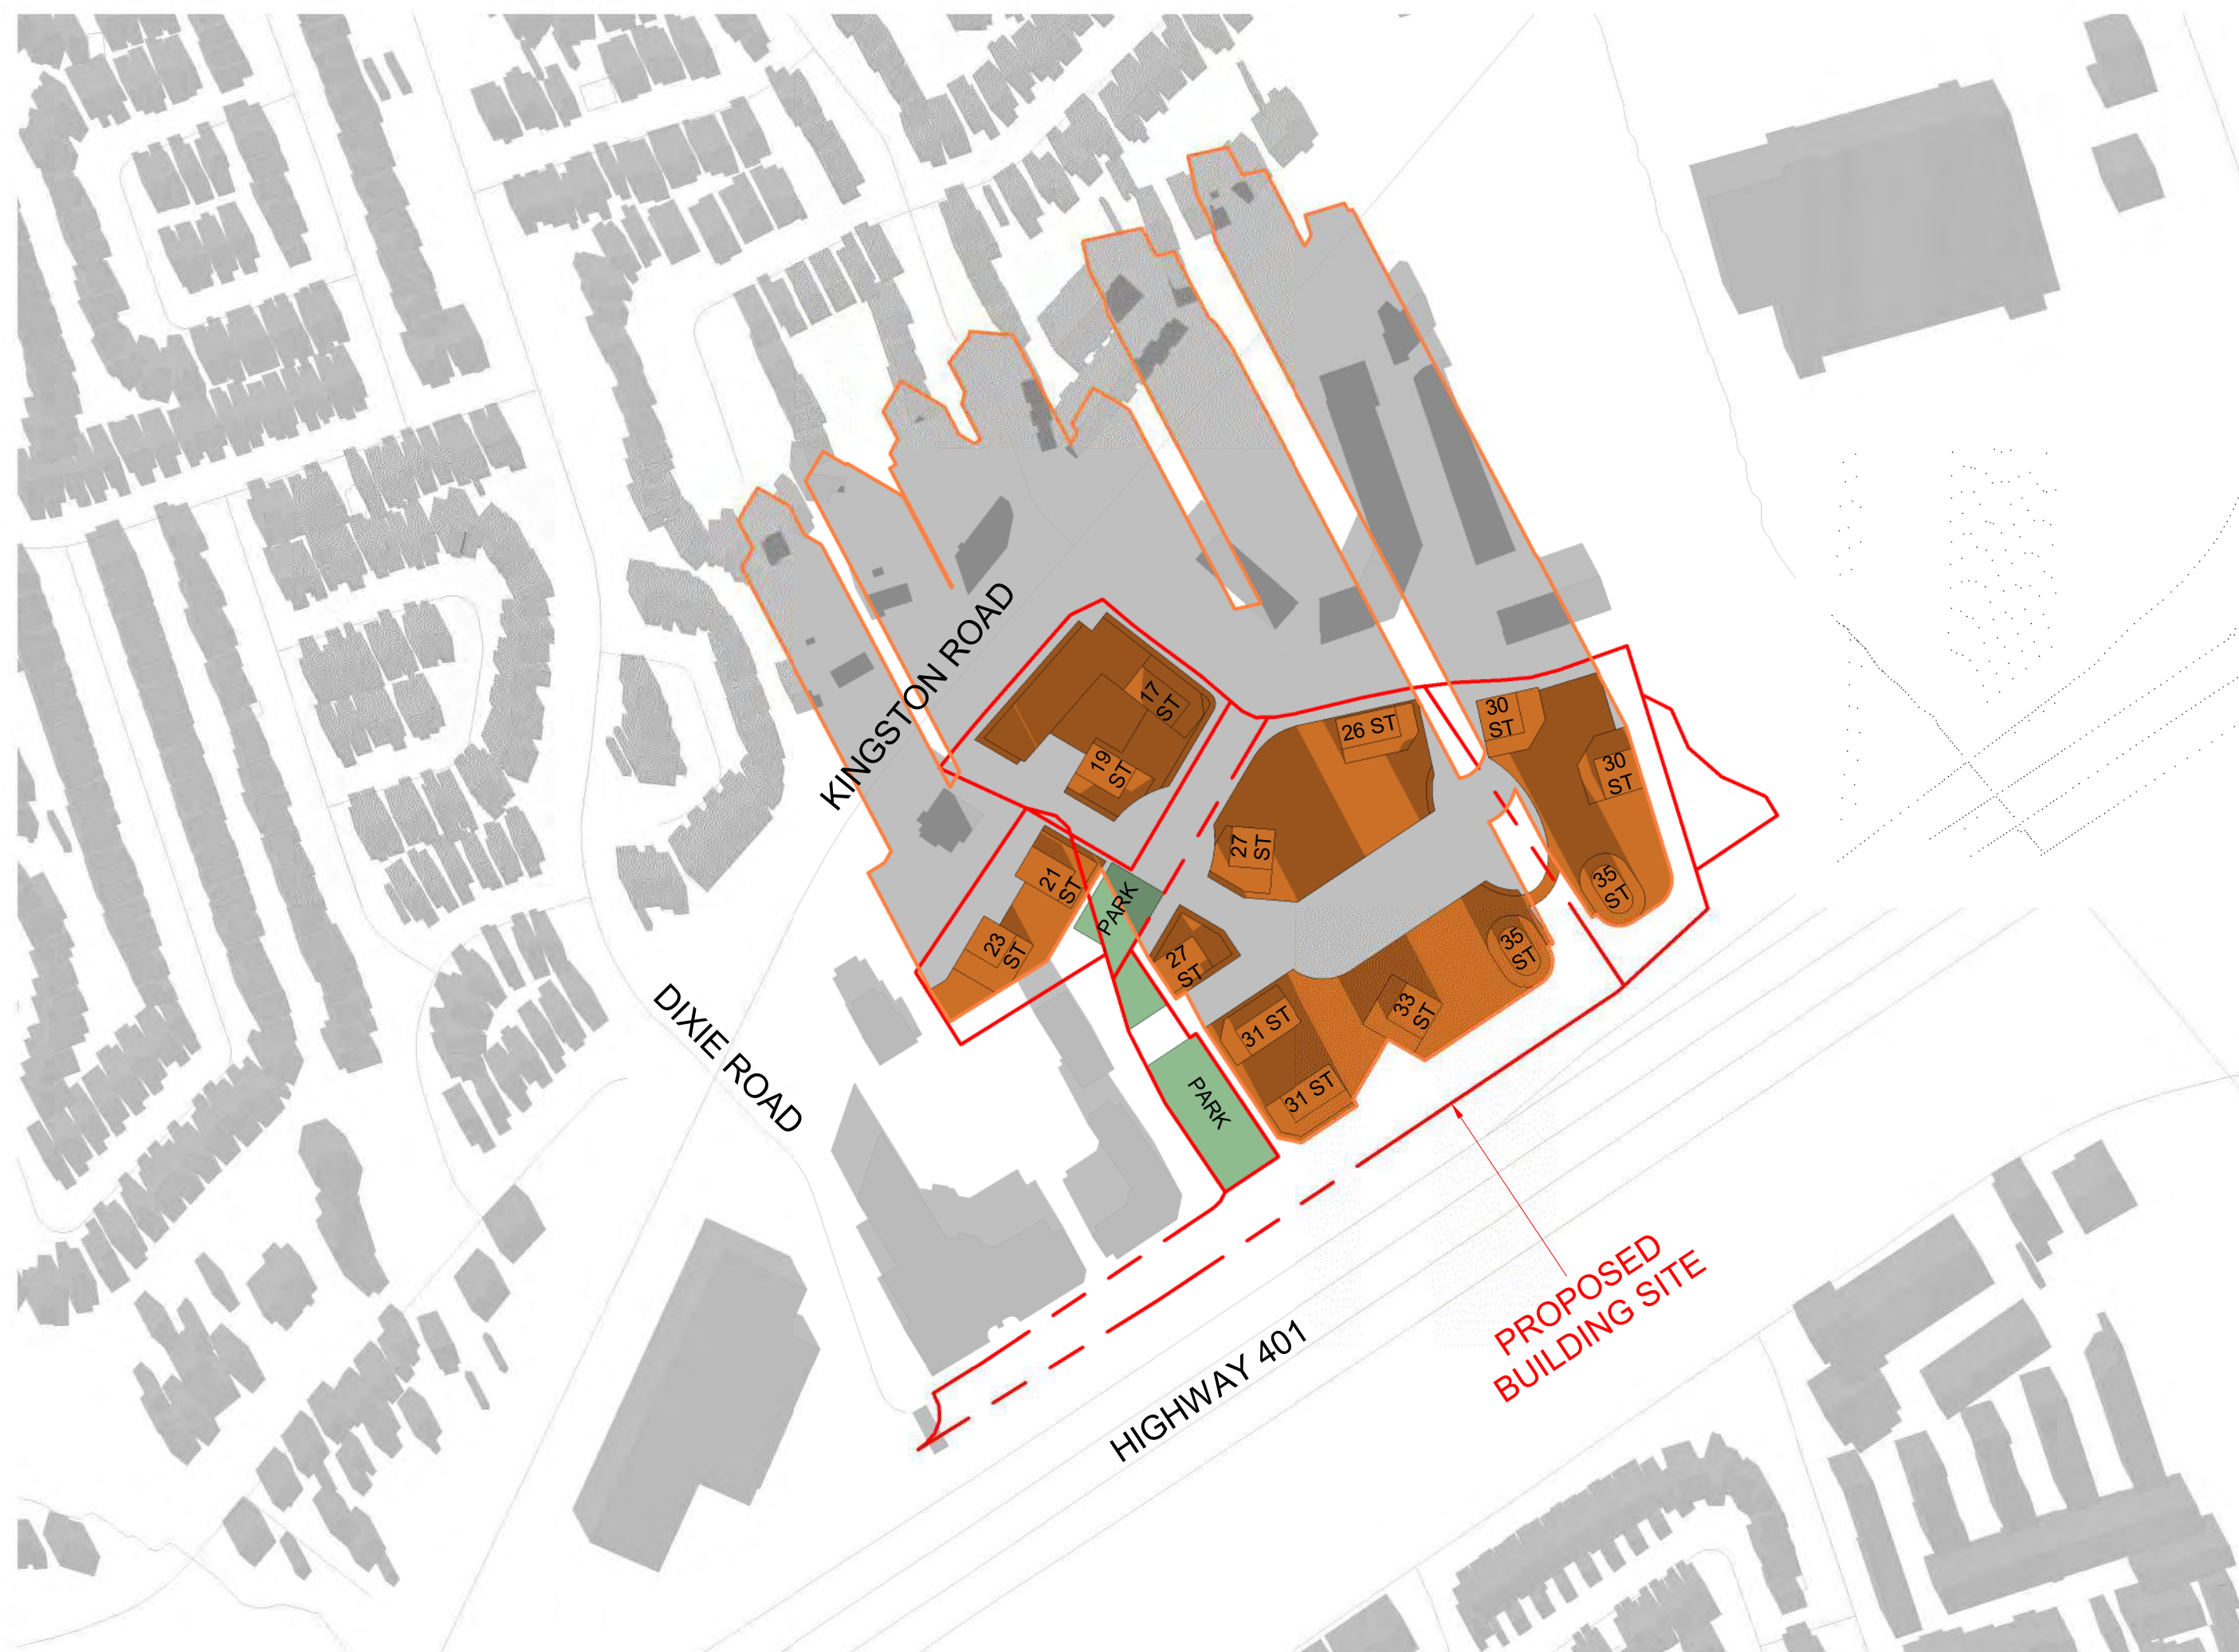 KINGSTON ROAD
17
ST
19
ST
26 ST
30
ST
30
ST
27
ST
21
ST
23
ST
PARK
27
ST
35
ST
35
ST
33
ST
31 ST
31 ST
PARK
DIXIE ROAD
HIGHWAY 401
PROPOSED
BUILDING SITE